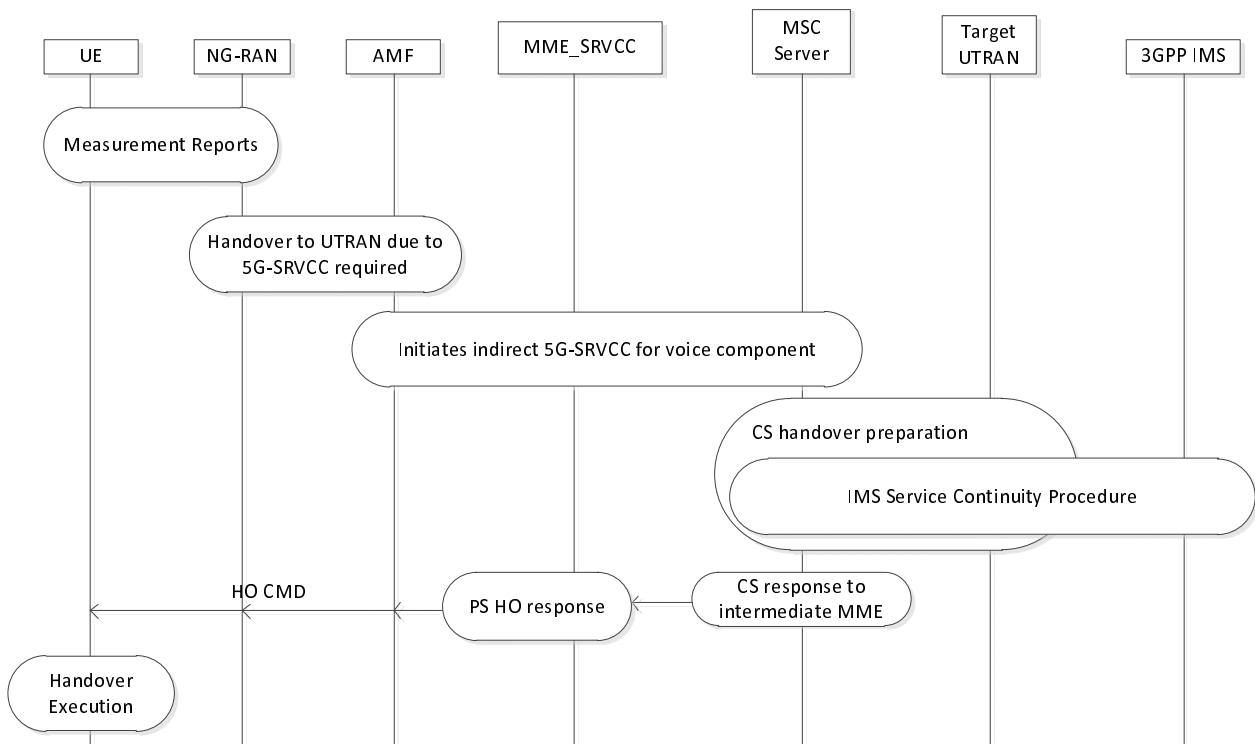 UE
NG-RAN
AMF
MME_SRVCC
MSC
Server
Target
UTRAN
3GPP IMS
Measurement Reports
Handover to UTRAN due to
5G-SRVCC required
Initiates indirect 5G-SRVCC for voice component
CS handover preparation
IMS Service Continuity Procedure
HO CMD
PS HO response
CS response to
intermediate MME
Handover
Execution